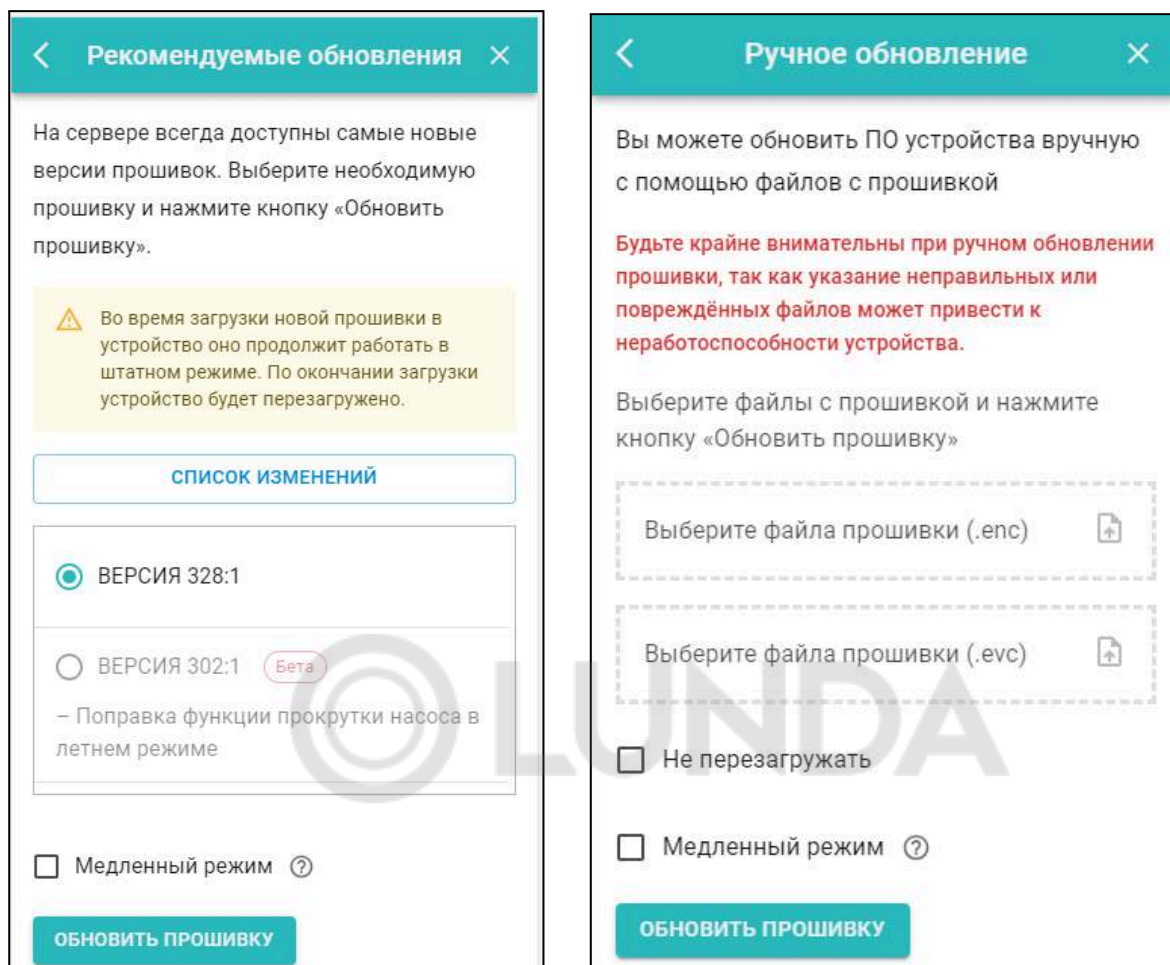 Рекомендуемые обновления
На сервере всегда доступны самые новые
версии прошивок. Выберите необходимую
прошивку и нажмите кнопку «Обновить
прошивку».
Во время загрузки новой прошивки в
устройство оно продолжит работать в
штатном режиме. По окончании загрузки
устройство будет перезагружено.
СПИСОК ИЗМЕНЕНИЙ
ВЕРСИЯ 328:1
ВЕРСИЯ 302:1 Бета
– Поправка функции прокрутки насоса в
летнем режиме
Медленный режим
ОБНОВИТЬ ПРОШИВКУ
Ручное обновление
Вы можете обновить ПО устройства вручную
с помощью файлов с прошивкой
Будьте крайне внимательны при ручном обновлении
прошивки, так как указание неправильных или
повреждённых файлов может привести к
неработоспособности устройства.
Выберите файлы с прошивкой и нажмите
кнопку «Обновить прошивку»
Выберите файла прошивки (.enc)
Выберите файла прошивки (.evc)
Не перезагружать
Медленный режим
ОБНОВИТЬ ПРОШИВКУ
LUNDA